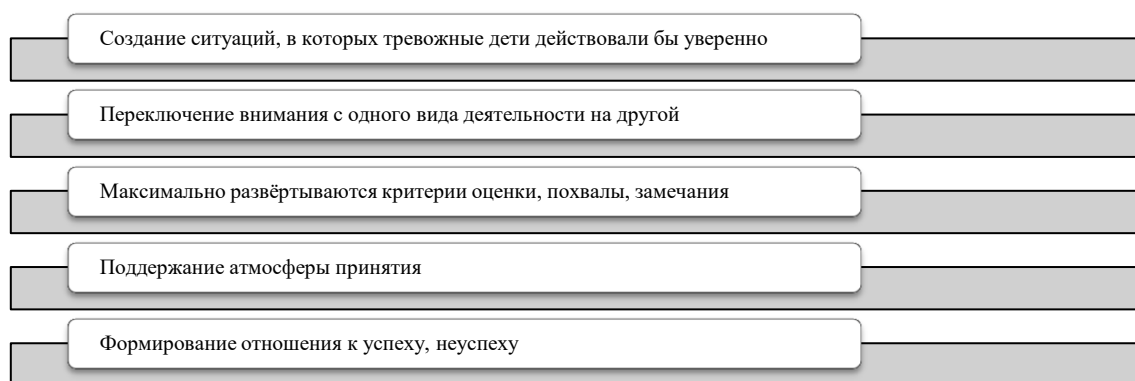 Создание ситуаций, в которых тревожные дети действовали бы уверенно
Переключение внимания с одного вида деятельности на другой
Максимально развёртываются критерии оценки, похвалы, замечания
Поддержание атмосферы принятия
Формирование отношения к успеху, неуспеху